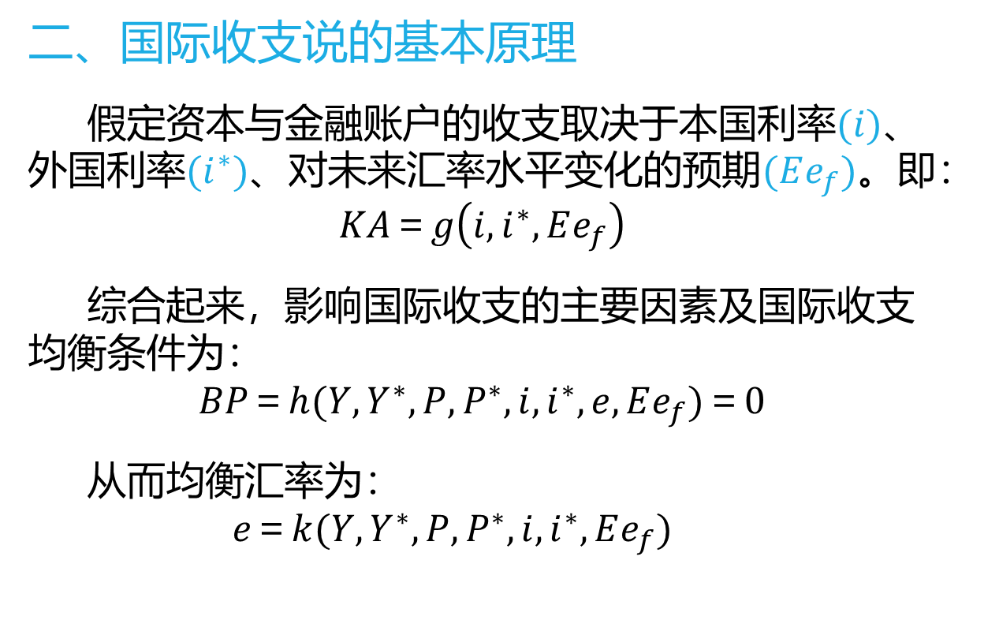 二、国际收支说的基本原理
假定资本与金融账户的收支取决于本国利率(i)、
外国利率(i*)、对未来汇率水平变化的预期(Ee_f)。即：
KA = g(i, i*, Ee_f)
综合起来，影响国际收支的主要因素及国际收支
均衡条件为：
BP = h(Y, Y*, P, P*, i, i*, e, Ee_f) = 0
从而均衡汇率为：
e = k(Y, Y*, P, P*, i, i*, Ee_f)